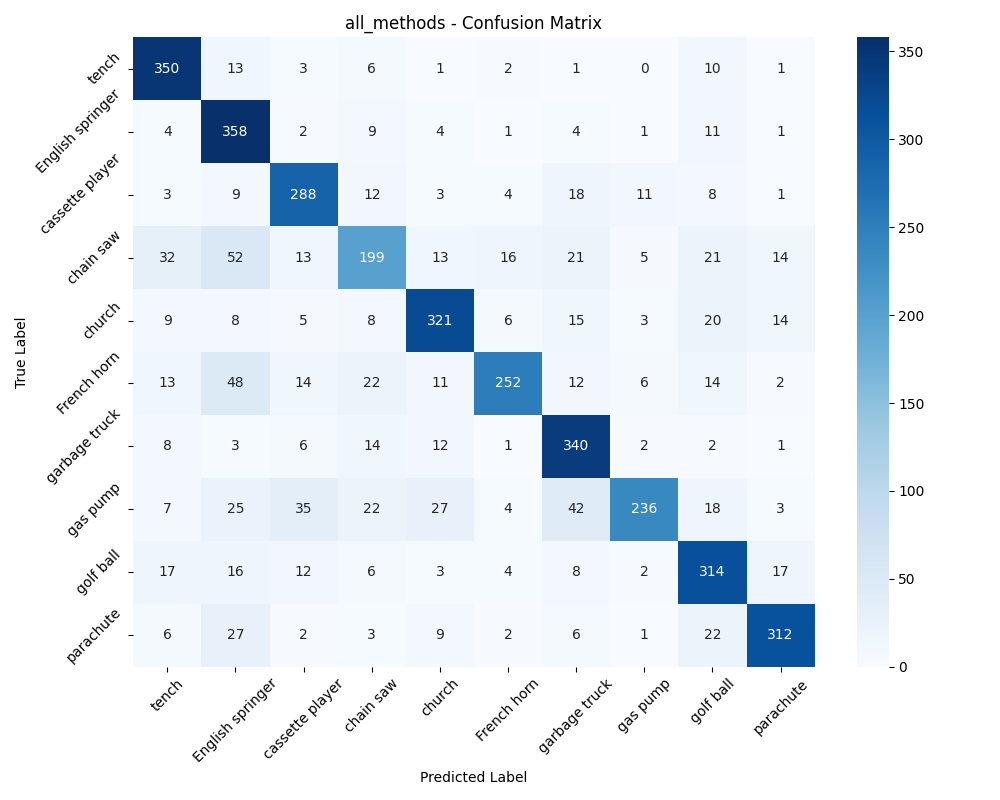 all_methods - Confusion Matrix
True Label
tench 350 13 3 6 1 2 1 0 10 1
English springer 4 358 2 9 4 1 4 1 11 1
cassette player 3 9 288 12 3 4 18 11 8 1
chain saw 32 52 13 199 13 16 21 5 21 14
church 9 8 5 8 321 6 15 3 20 14
French horn 13 48 14 22 11 252 12 6 14 2
garbage truck 8 3 6 14 12 1 340 2 2 1
gas pump 7 25 35 22 27 4 42 236 18 3
golf ball 17 16 12 6 3 4 8 2 314 17
parachute 6 27 2 3 9 2 6 1 22 312
tench English springer cassette player chain saw church French horn garbage truck gas pump golf ball parachute
Predicted Label
350
300
250
200
150
100
50
0